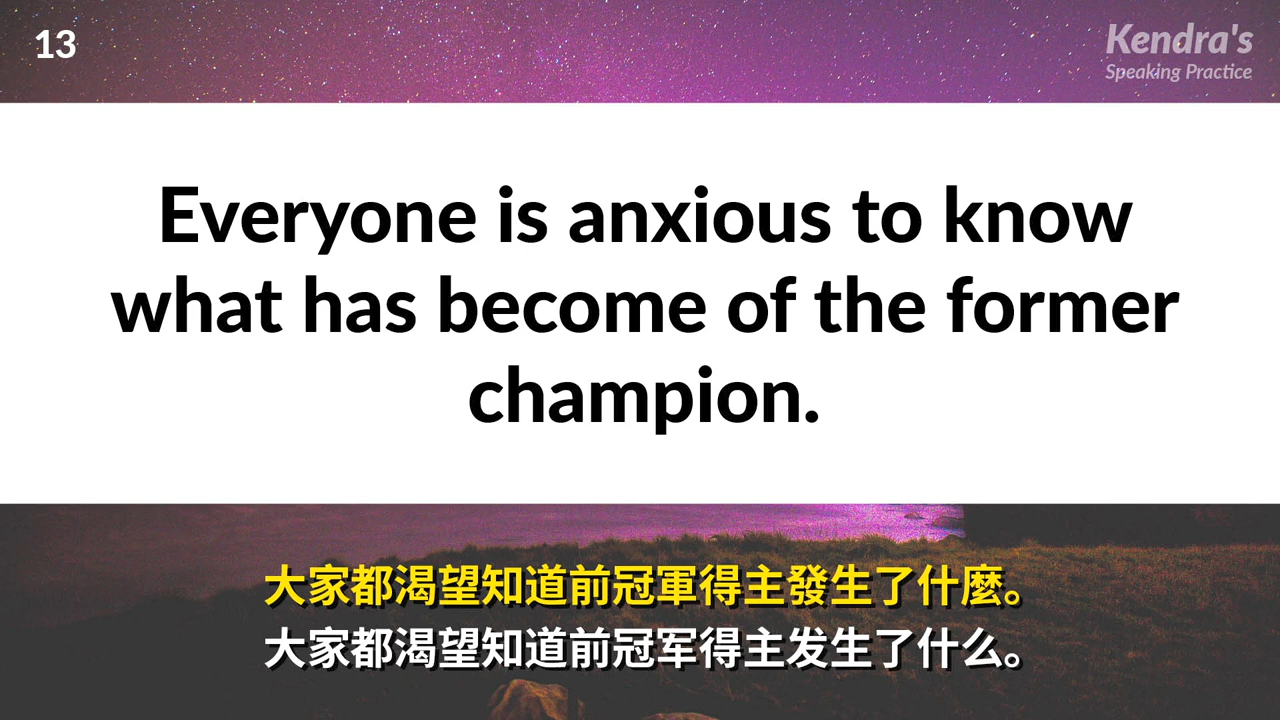 13
Kendra's
Speaking Practice
Everyone is anxious to know
what has become of the former
champion.
大家都渴望知道前冠軍得主發生了什麼。
大家都渴望知道前冠军得主发生了什么。